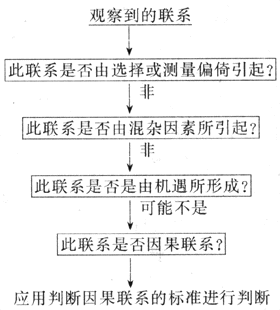 观察到的联系
此联系是否由选择或测量偏倚引起?
非
此联系是否由混杂因素所引起?
非
此联系是否是由机遇所形成?
可能不是
此联系是否因果联系?
应用判断因果联系的标准进行判断